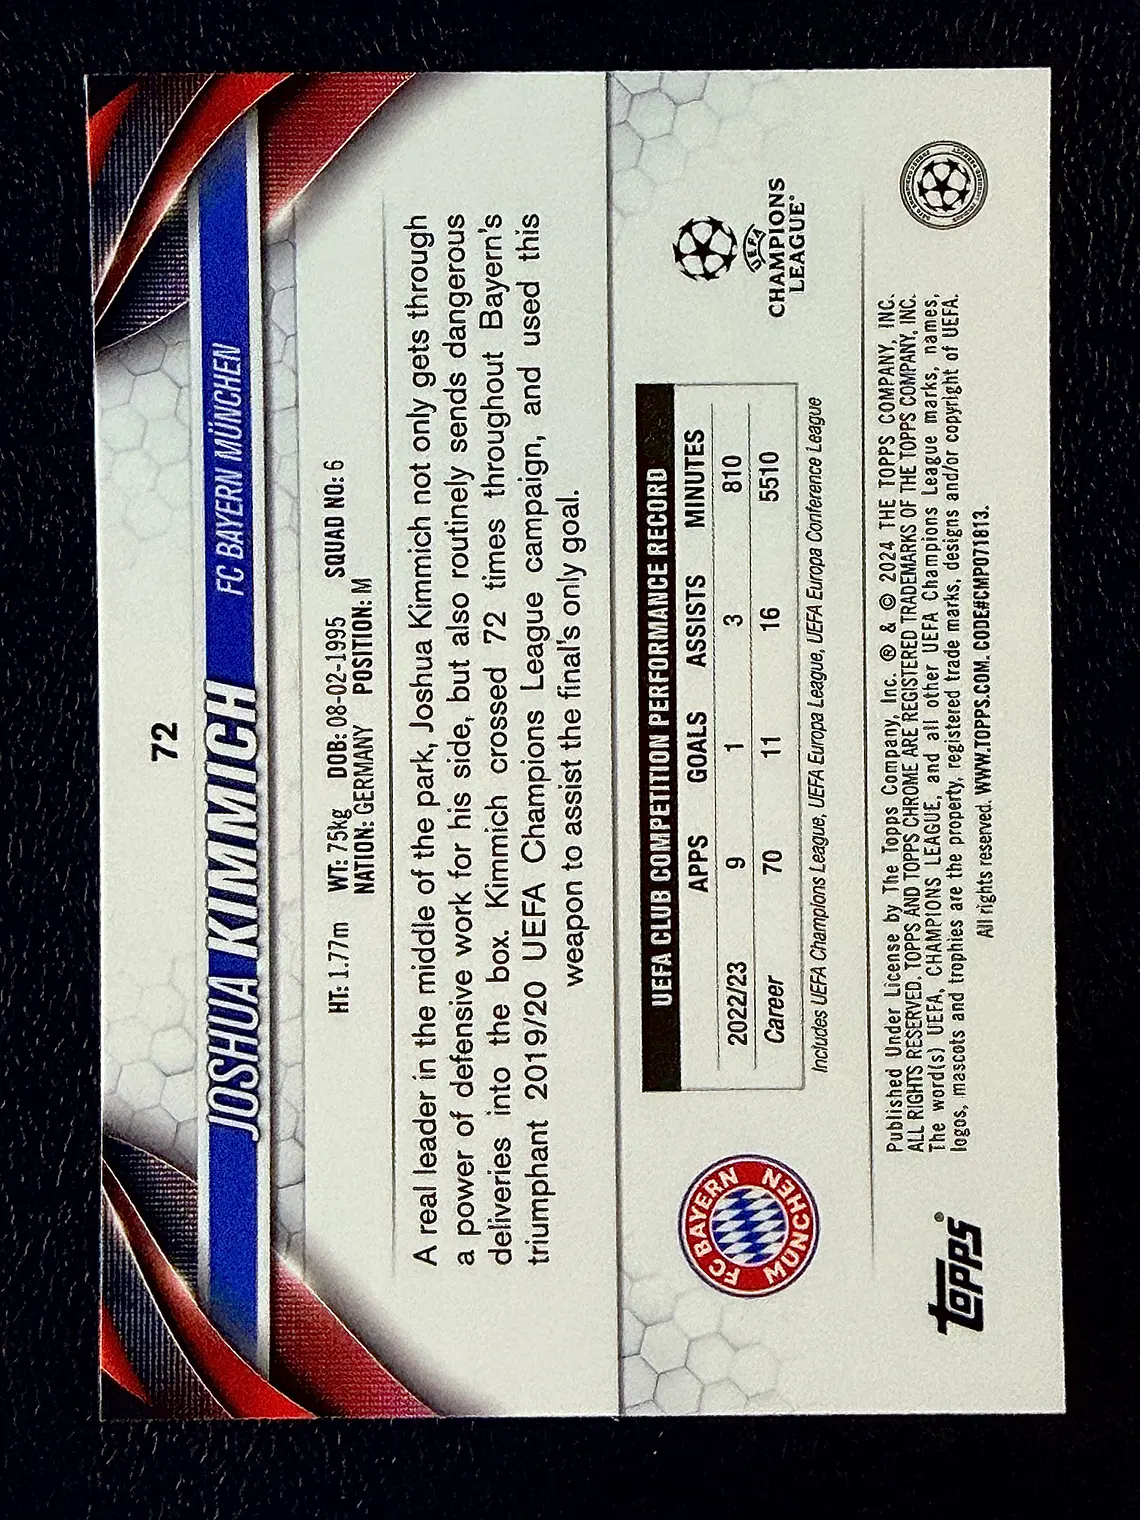 72
JOSHUA KIMMICH FC BAYERN MÜNCHEN
HT: 1.77m WT: 75kg DOB: 08-02-1995 SQUAD NO: 6
NATION: GERMANY POSITION: M
A real leader in the middle of the park, Joshua Kimmich not only gets through
a power of defensive work for his side, but also routinely sends dangerous
deliveries into the box. Kimmich crossed 72 times throughout Bayern's
triumphant 2019/20 UEFA Champions League campaign, and used this
weapon to assist the final's only goal.
FC BAYERN
MÜNCHEN
UEFA CLUB COMPETITION PERFORMANCE RECORD
APPS GOALS ASSISTS MINUTES
2022/23 9 1 3 810
Career 70 11 16 5510
Includes UEFA Champions League, UEFA Europa League, UEFA Europa Conference League
UEFA
CHAMPIONS
LEAGUE®
topps®
Published Under License by The Topps Company, Inc. ® & © 2024 THE TOPPS COMPANY, INC.
ALL RIGHTS RESERVED. TOPPS AND TOPPS CHROME ARE REGISTERED TRADEMARKS OF THE TOPPS COMPANY, INC.
The word(s) UEFA, CHAMPIONS LEAGUE, and all other UEFA Champions League marks, names,
logos, mascots and trophies are the property, registered trade marks, designs and/or copyright of UEFA.
All rights reserved. WWW.TOPPS.COM. CODE#CMP071813.